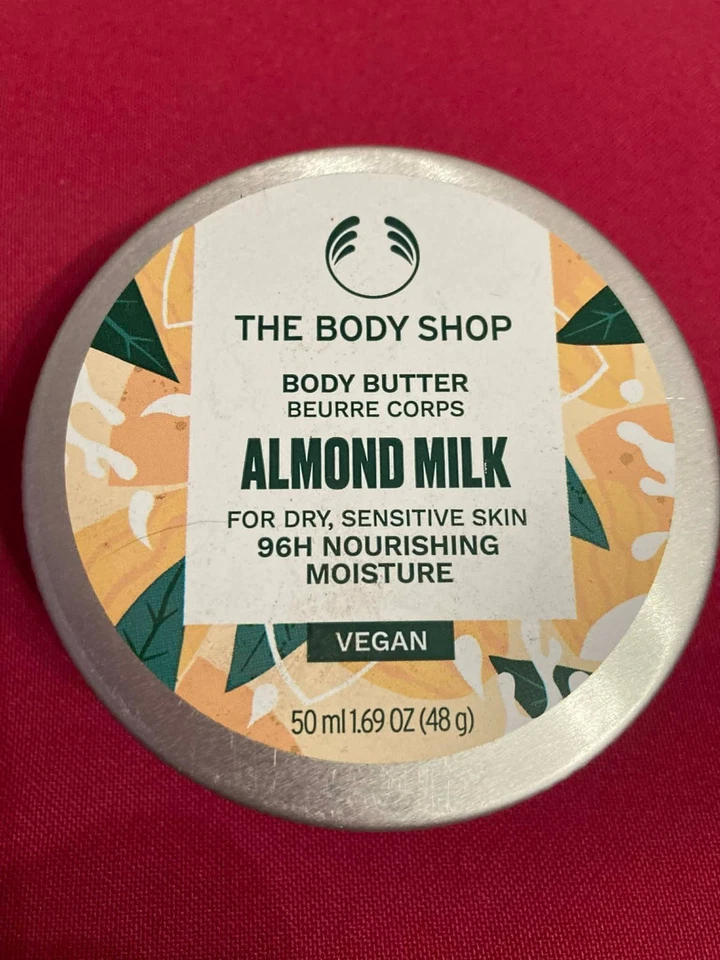 THE BODY SHOP
BODY BUTTER
BEURRE CORPS
ALMOND MILK
FOR DRY, SENSITIVE SKIN
96H NOURISHING
MOISTURE
VEGAN
50 ml 1.69 OZ (48 g)